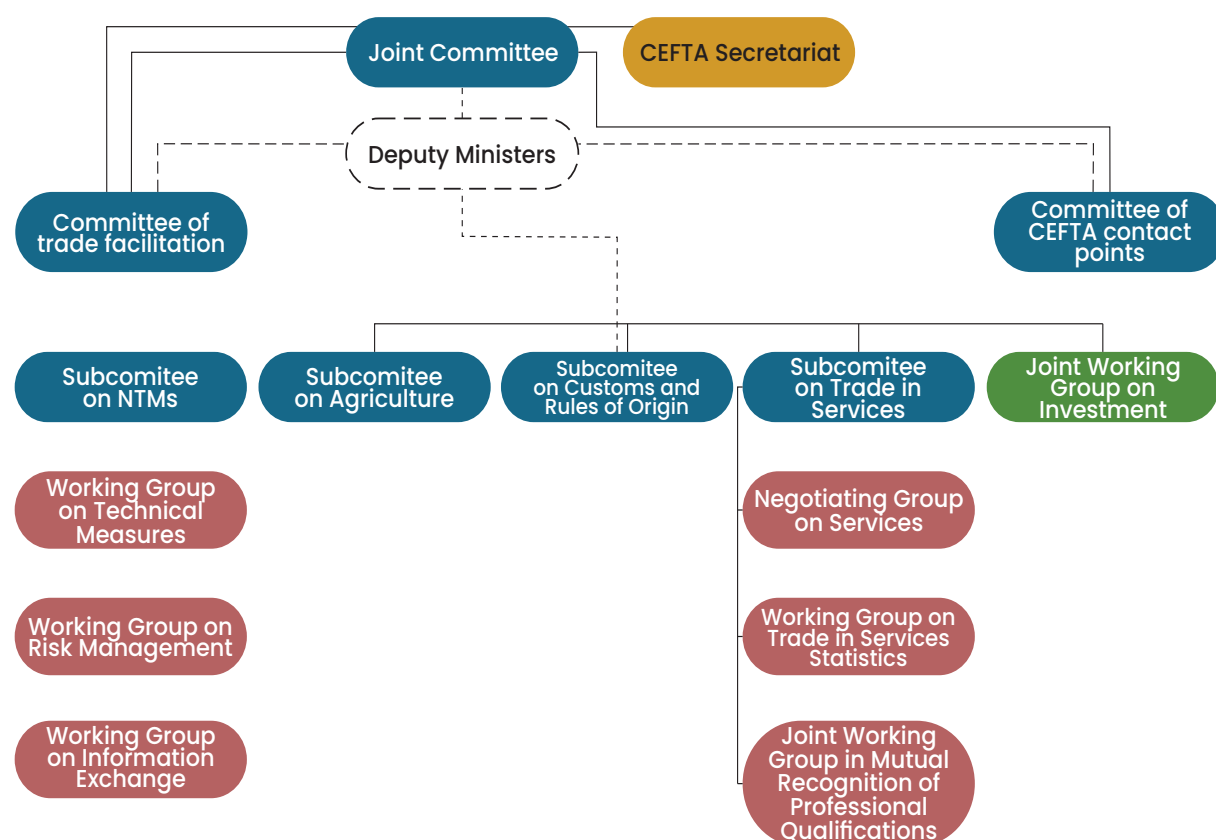 Joint Committee
CEFTA Secretariat
Deputy Ministers
Committee of
trade facilitation
Committee of
CEFTA contact
points
Subcomitee
on NTMs
Subcomitee
on Agriculture
Subcomitee
on Customs and
Rules of Origin
Subcomitee
on Trade in
Services
Joint Working
Group on
Investment
Working Group
on Technical
Measures
Negotiating Group
on Services
Working Group on
Risk Management
Working Group on
Trade in Services
Statistics
Working Group
on Information
Exchange
Joint Working
Group in Mutual
Recognition of
Professional
Qualifications